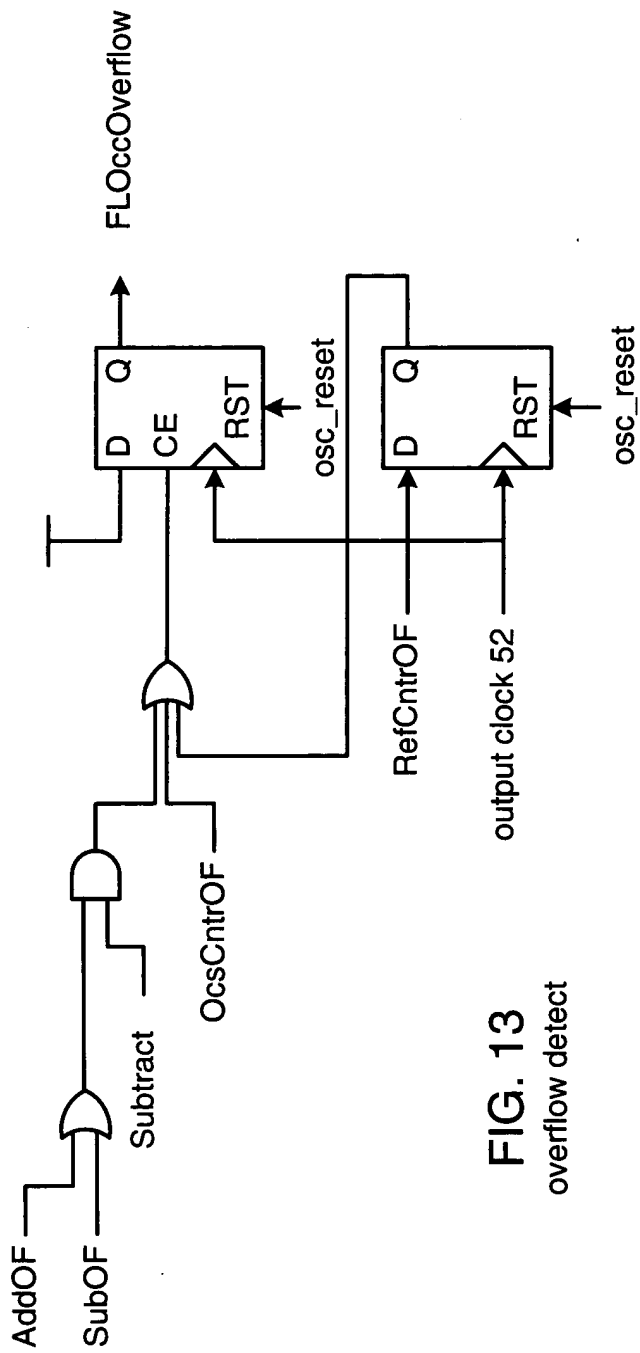 AddOF
SubOF
Subtract
OcsCntrOF
D
Q
CE
RST
FLOccOverflow
osc_reset
RefCntrOF
output clock 52
D
Q
RST
osc_reset
FIG. 13
overflow detect